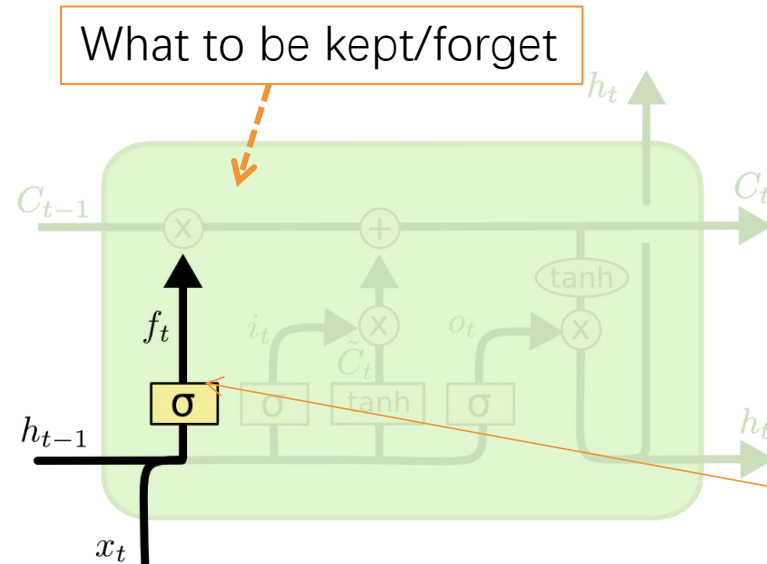 What to be kept/forget
h_t
C_{t-1}
C_t
x
+
tanh
f_t
i_t
x
o_t
x
\tilde{C}_t
σ
σ
tanh
σ
h_{t-1}
h_t
x_t